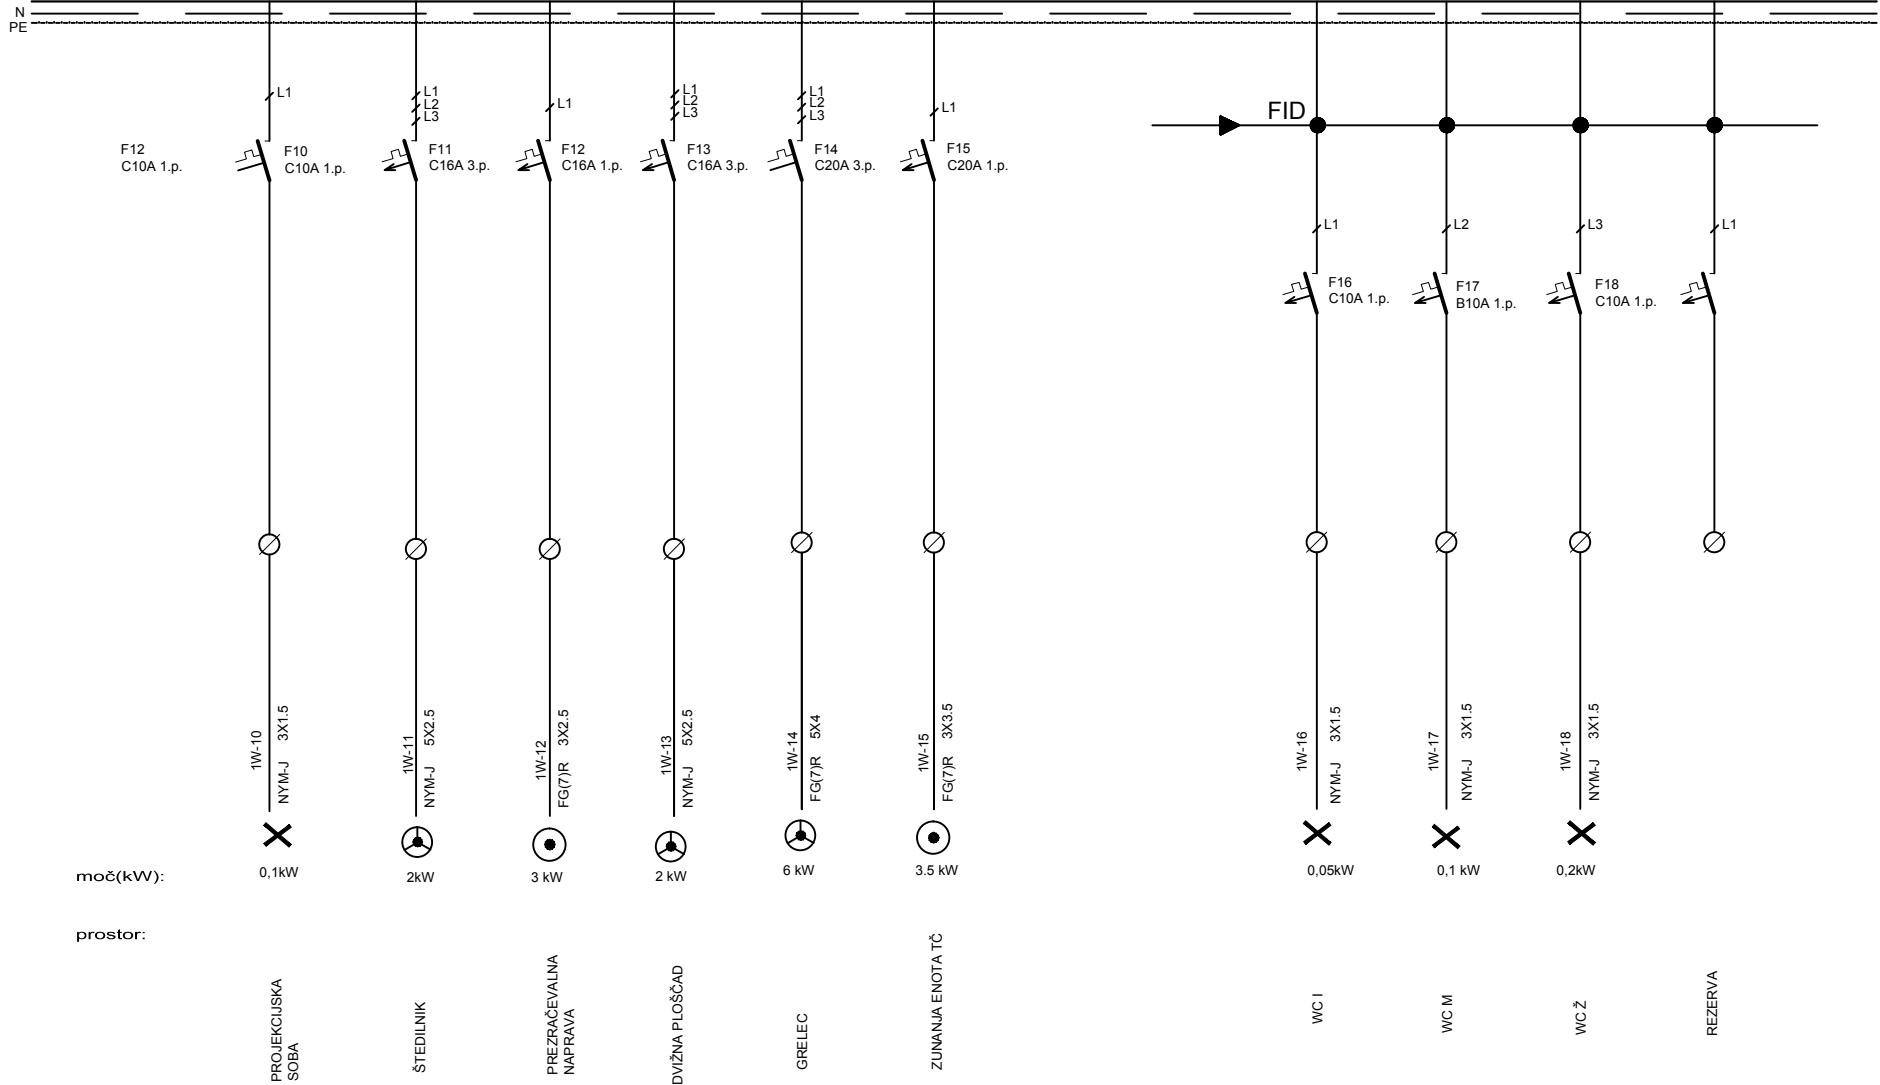 N
PE
L1
L1
L2
L3
L1
L1
L2
L3
L1
L2
L3
L1
FID
F12
C10A 1.p.
F10
C10A 1.p.
F11
C16A 3.p.
F12
C16A 1.p.
F13
C16A 3.p.
F14
C20A 3.p.
F15
C20A 1.p.
L1
L2
L3
L1
F16
C10A 1.p.
F17
B10A 1.p.
F18
C10A 1.p.
1W-10
NYM-J 3X1.5
1W-11
NYM-J 5X2.5
1W-12
FG(7)R 3X2.5
1W-13
NYM-J 5X2.5
1W-14
FG(7)R 5X4
1W-15
FG(7)R 3X3.5
1W-16
NYM-J 3X1.5
1W-17
NYM-J 3X1.5
1W-18
NYM-J 3X1.5
moč(kW):
0,1kW
2kW
3 kW
2 kW
6 kW
3.5 kW
0,05kW
0,1 kW
0,2kW
prostor:
PROJEKCIJSKA
SOBA
ŠTEDILNIK
PREZRAČEVALNA
NAPRAVA
DVIŽNA PLOŠČAD
GRELEC
ZUNANJA ENOTA TČ
WC I
WC M
WC Ž
REZERVA